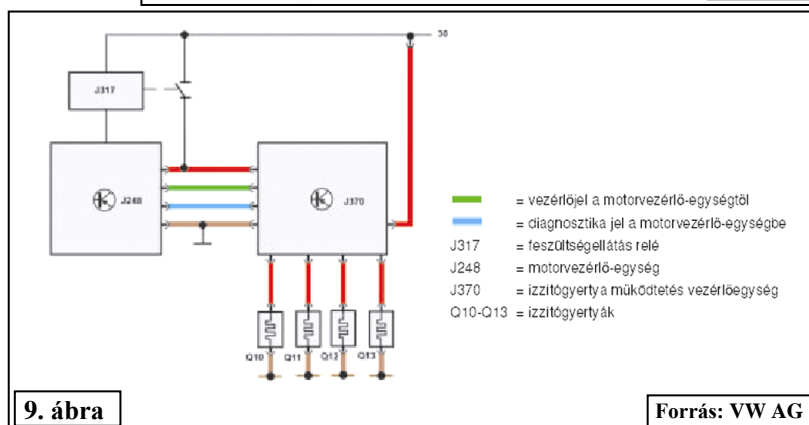 30
J317
J248
J370
Q10
Q11
Q12
Q13
= vezérlőjel a motorvezérlő-egységtől
= diagnosztika jel a motorvezérlő-egységbe
J317 = feszültségellátás relé
J248 = motorvezérlő-egység
J370 = izzítógyertya működtetés vezérlőegység
Q10-Q13 = izzítógyertyák
9. ábra
Forrás: VW AG